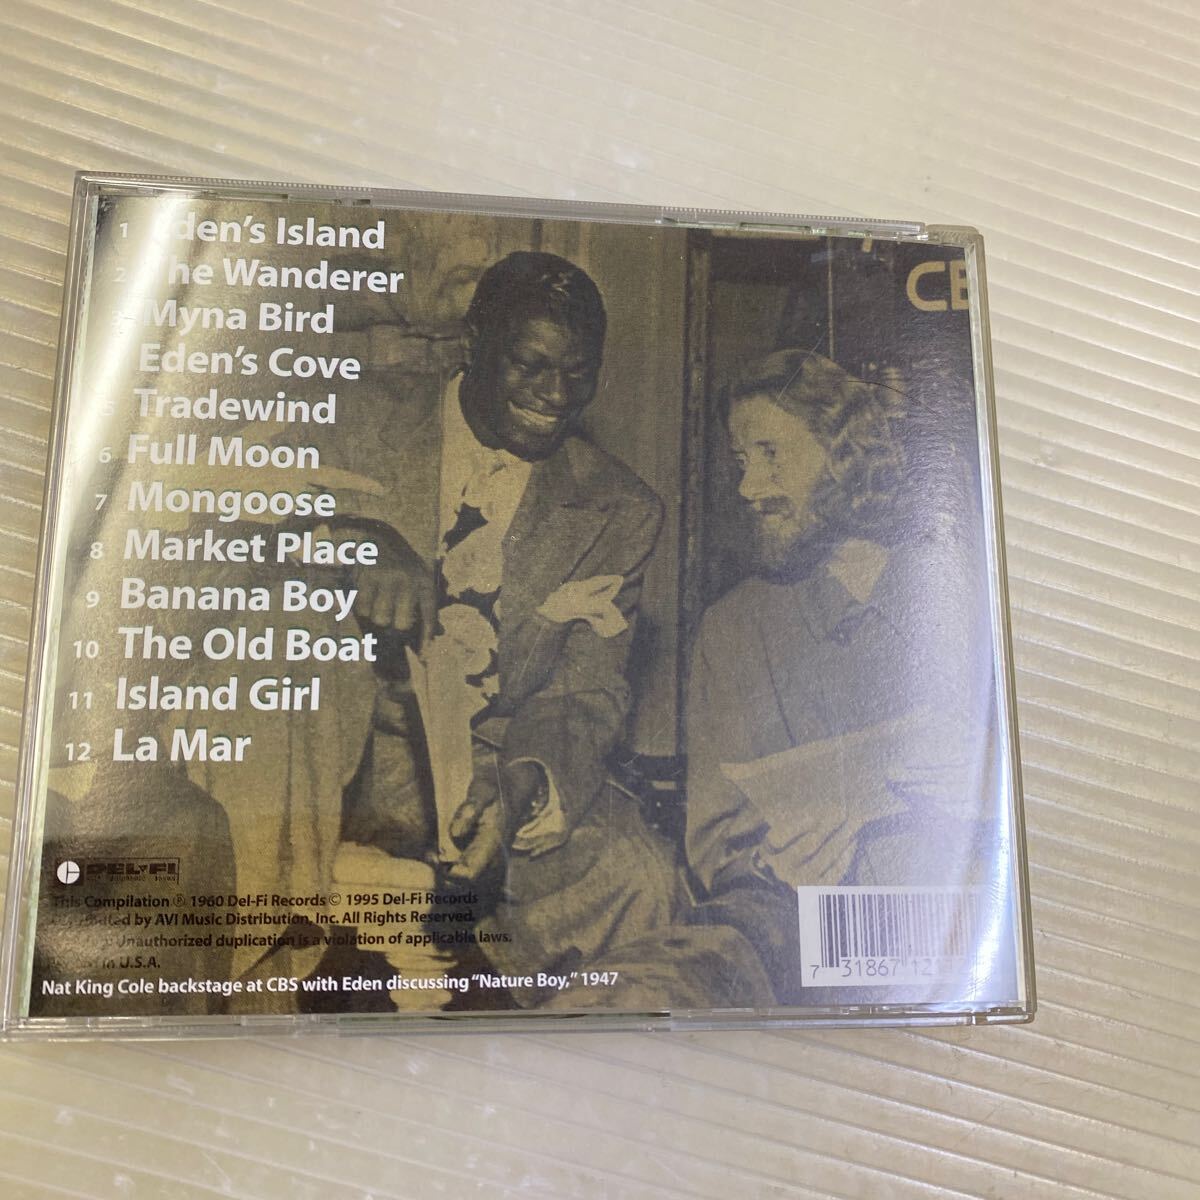 1 Eden's Island
2 The Wanderer
3 Myna Bird
Eden's Cove
5 Tradewind
6 Full Moon
7 Mongoose
8 Market Place
9 Banana Boy
10 The Old Boat
11 Island Girl
12 La Mar
CB
DEL-FI
This Compilation ℗ 1960 Del-Fi Records © 1995 Del-Fi Records
by AVI Music Distribution, Inc. All Rights Reserved.
Unauthorized duplication is a violation of applicable laws.
in U.S.A.
Nat King Cole backstage at CBS with Eden discussing "Nature Boy," 1947
7 31867 12